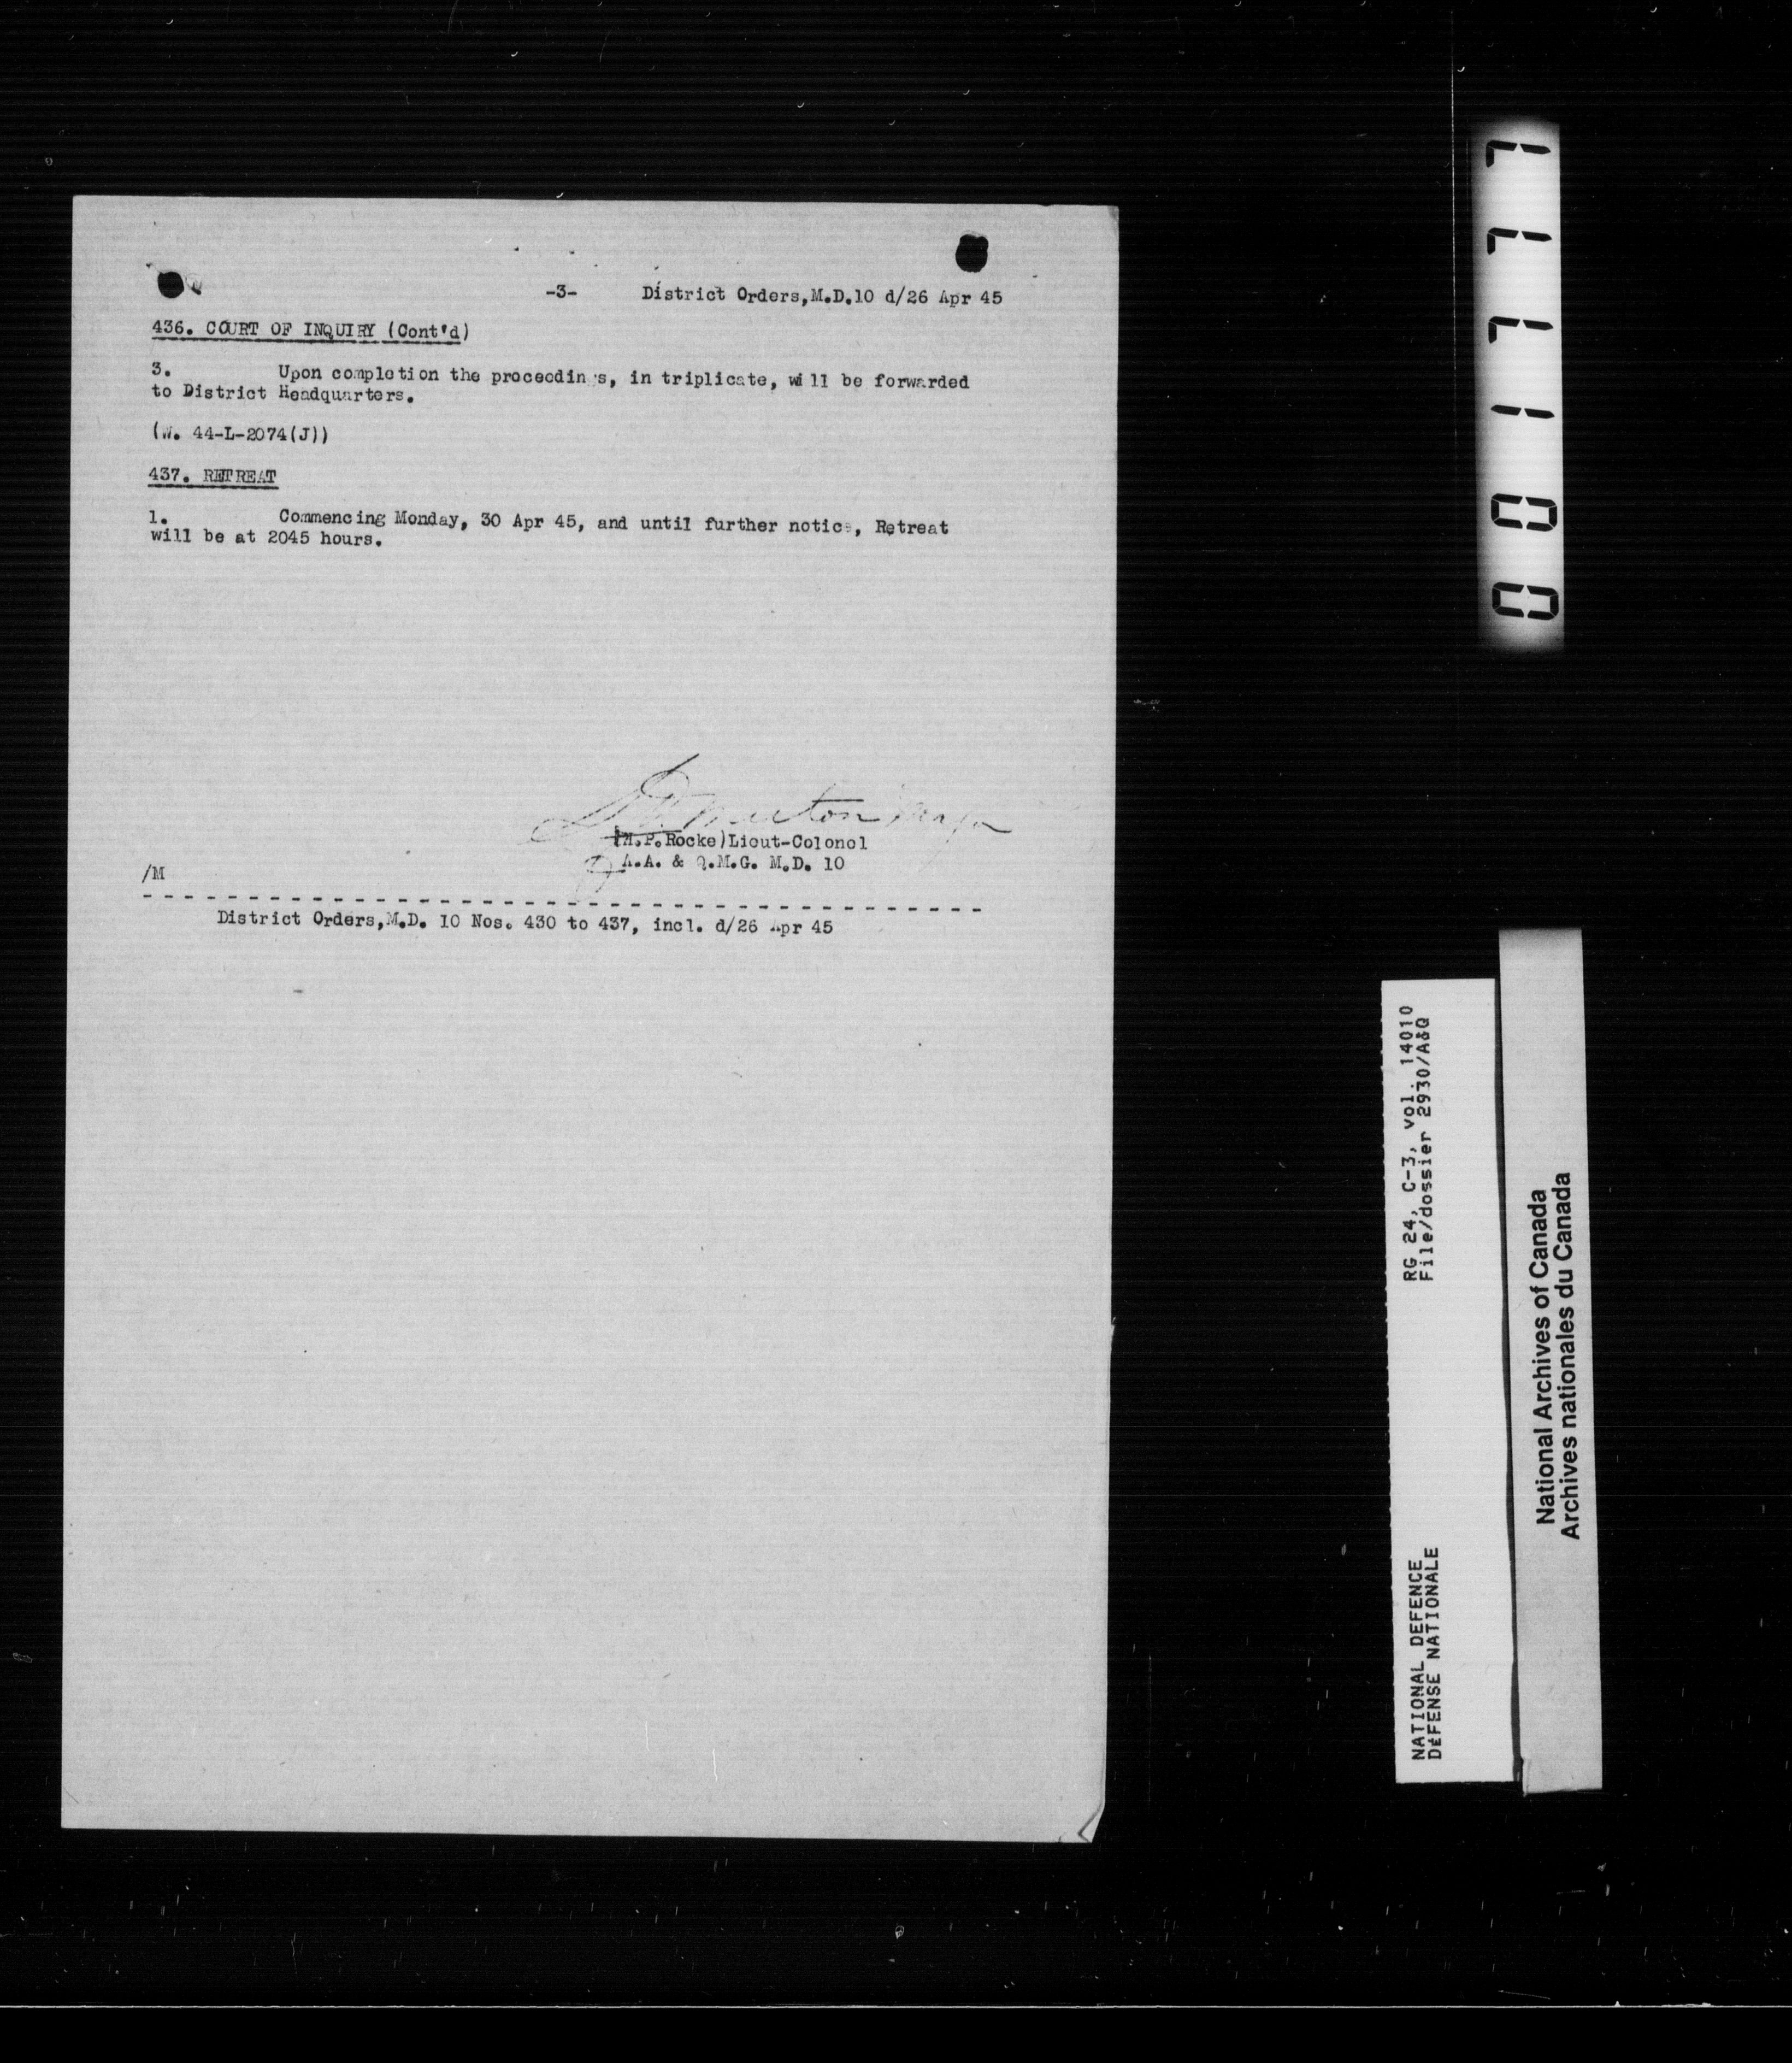 -3- District Orders,M.D.10 d/26 Apr 45
436. COURT OF INQUIRY (Cont'd)
3. Upon completion the proceedings, in triplicate, will be forwarded
to District Headquarters.
(W. 44-L-2074(J))
437. RETREAT
1. Commencing Monday, 30 Apr 45, and until further notice, Retreat
will be at 2045 hours.
Major
(M.P.Rocke)Lieut-Colonel
A.A. & Q.M.G. M.D. 10
/M
District Orders,M.D. 10 Nos. 430 to 437, incl. d/26 Apr 45
001777
RG 24, C-3, vol. 14010
File/dossier 2930/A&Q
NATIONAL DEFENCE
DÉFENSE NATIONALE
National Archives of Canada
Archives nationales du Canada